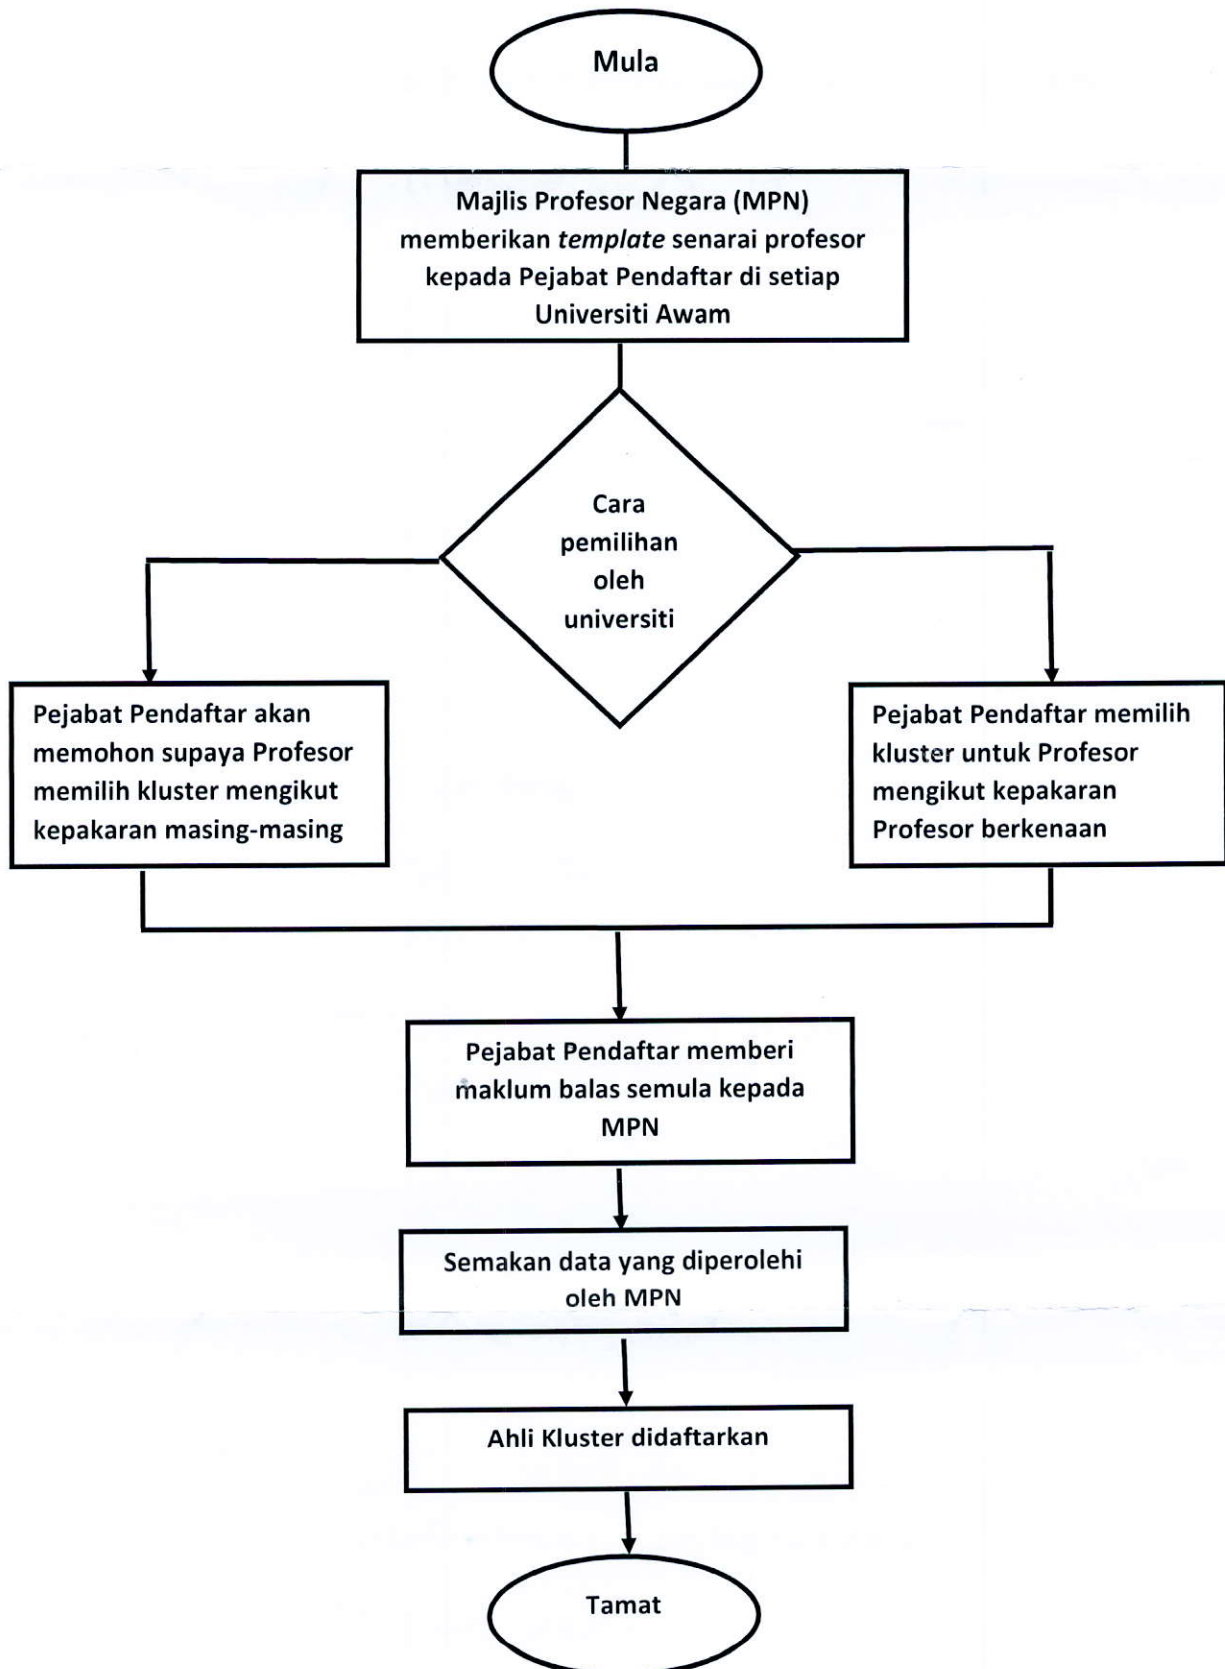 Mula
Majlis Profesor Negara (MPN)
memberikan template senarai profesor
kepada Pejabat Pendaftar di setiap
Universiti Awam
Cara
pemilihan
oleh
universiti
Pejabat Pendaftar akan
memohon supaya Profesor
memilih kluster mengikut
kepakaran masing-masing
Pejabat Pendaftar memilih
kluster untuk Profesor
mengikut kepakaran
Profesor berkenaan
Pejabat Pendaftar memberi
maklum balas semula kepada
MPN
Semakan data yang diperolehi
oleh MPN
Ahli Kluster didaftarkan
Tamat